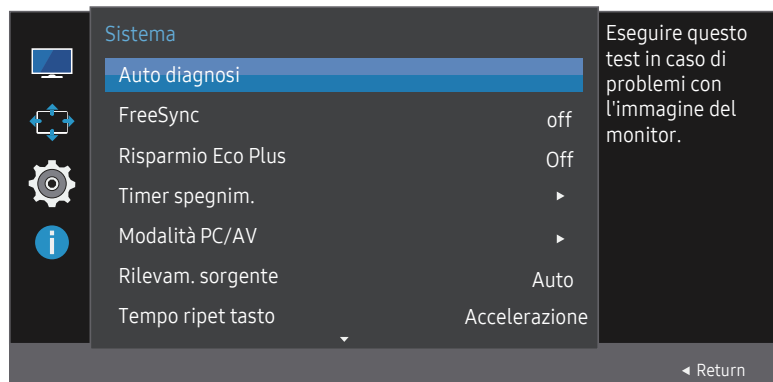 Sistema
Auto diagnosi
FreeSync off
Risparmio Eco Plus Off
Timer spegnim.
Modalità PC/AV
Rilevam. sorgente Auto
Tempo ripet tasto Accelerazione
Eseguire questo
test in caso di
problemi con
l'immagine del
monitor.
Return